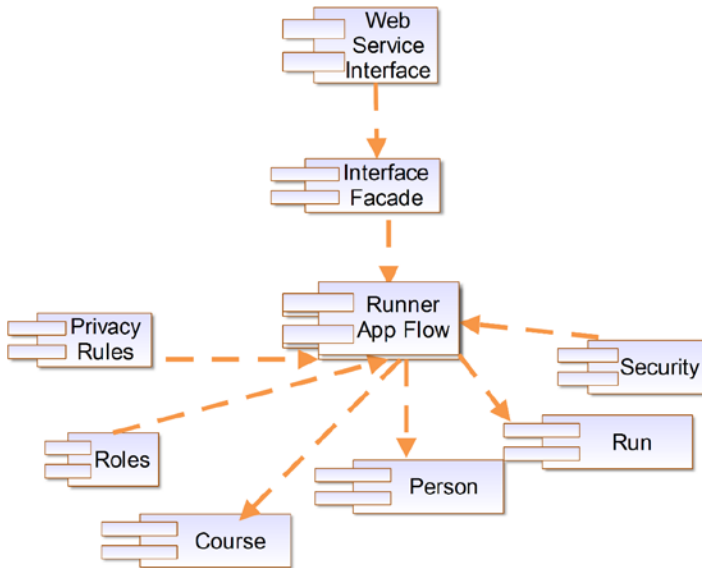 Web
Service
Interface
Interface
Facade
Runner
App Flow
Privacy
Rules
Security
Run
Roles
Person
Course